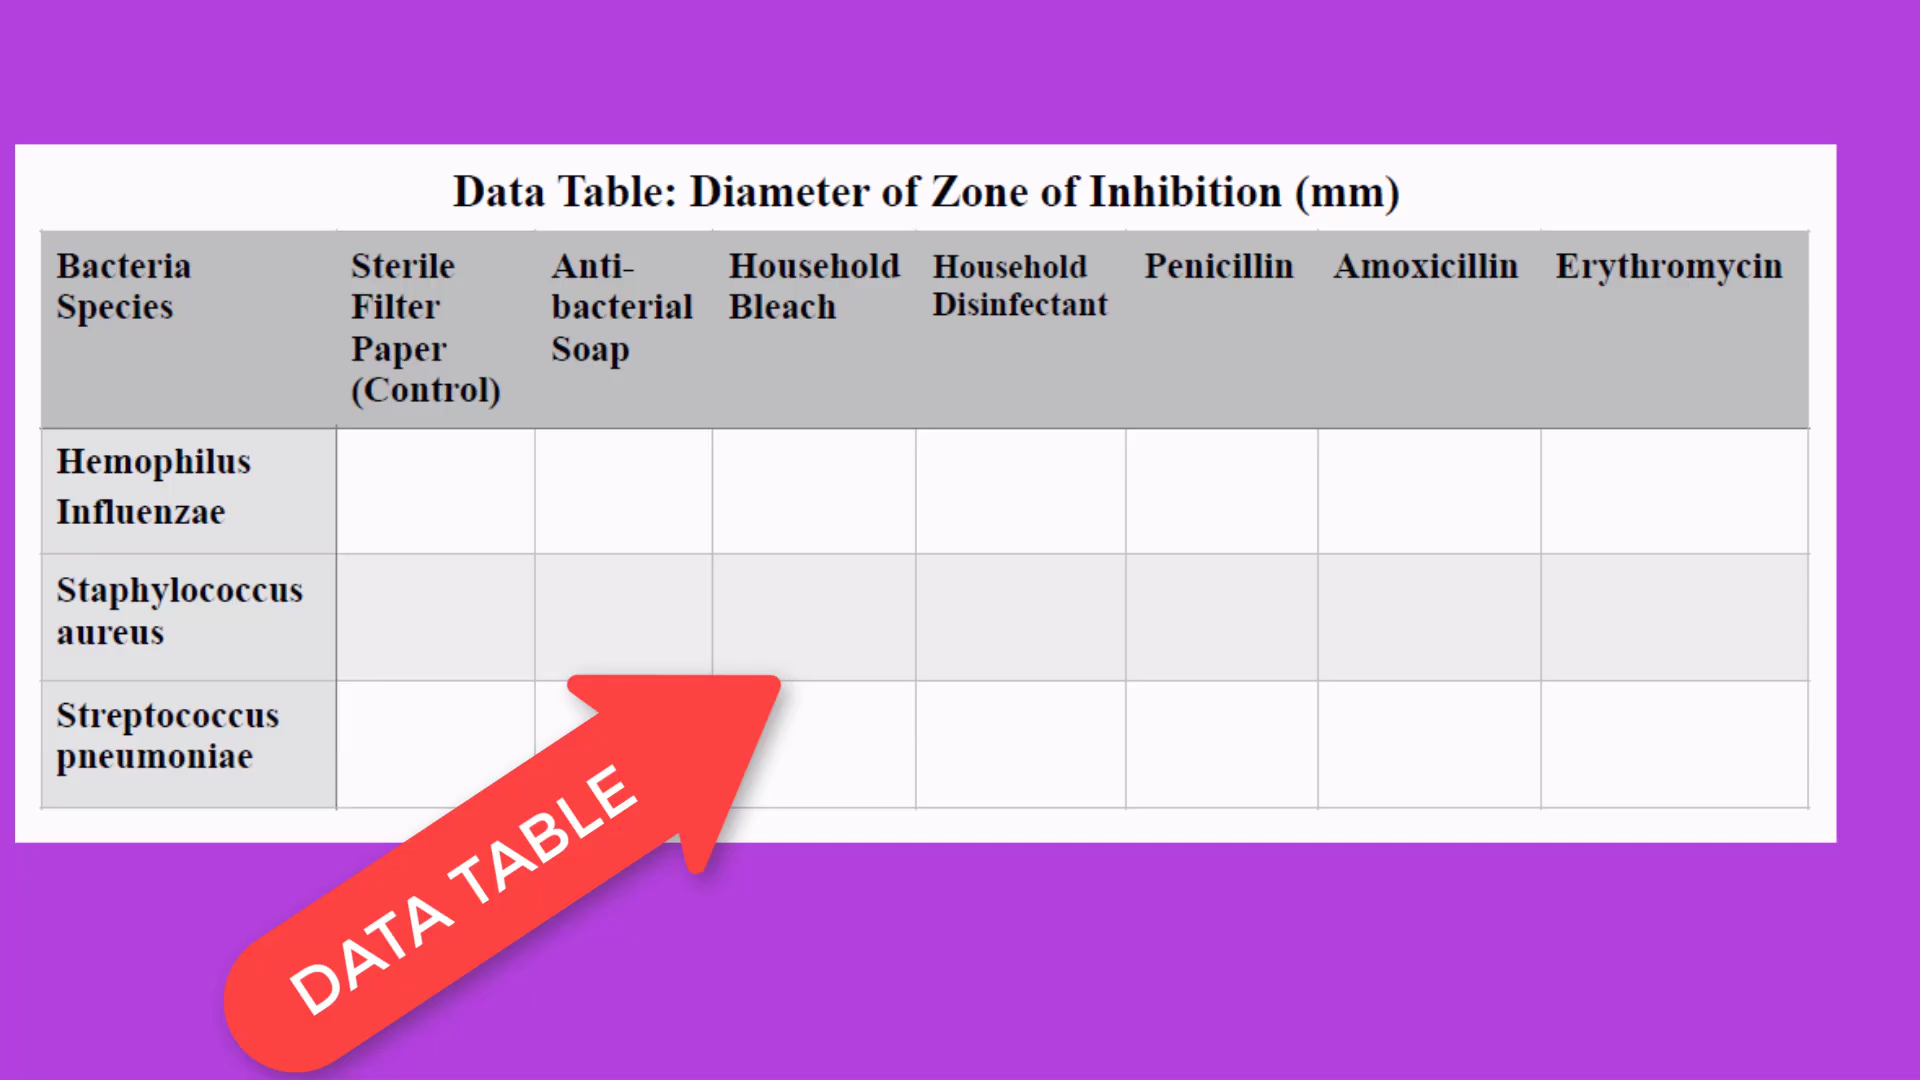 Data Table: Diameter of Zone of Inhibition (mm)
Bacteria
Species
Sterile
Filter
Paper
(Control)
Anti-
bacterial
Soap
Household
Bleach
Household
Disinfectant
Penicillin
Amoxicillin
Erythromycin
Hemophilus
Influenzae
Staphylococcus
aureus
Streptococcus
pneumoniae
DATA TABLE